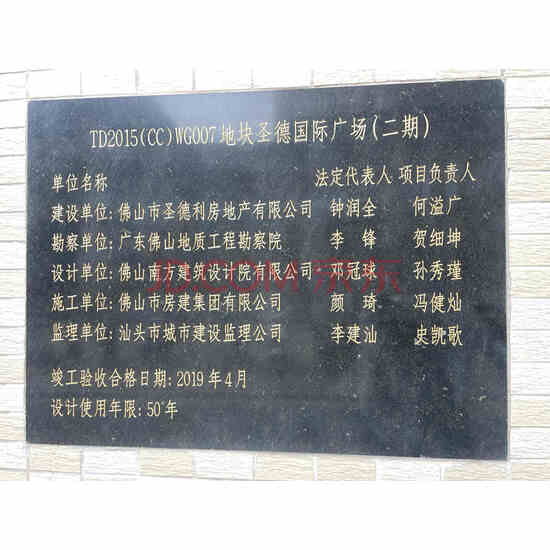 TD2015(CC)WG007地块圣德国际广场(二期)
单位名称 法定代表人 项目负责人
建设单位:佛山市圣德利房地产有限公司 钟润全 何溢广
勘察单位:广东佛山地质工程勘察院 李锋 贺细坤
设计单位:佛山南方建筑设计院有限公司 邓冠球 孙秀瑾
JD.COM 京东
施工单位:佛山市房建集团有限公司 颜琦 冯健灿
监理单位:汕头市城市建设监理公司 李建汕 史凯歌
竣工验收合格日期:2019年4月
设计使用年限:50年